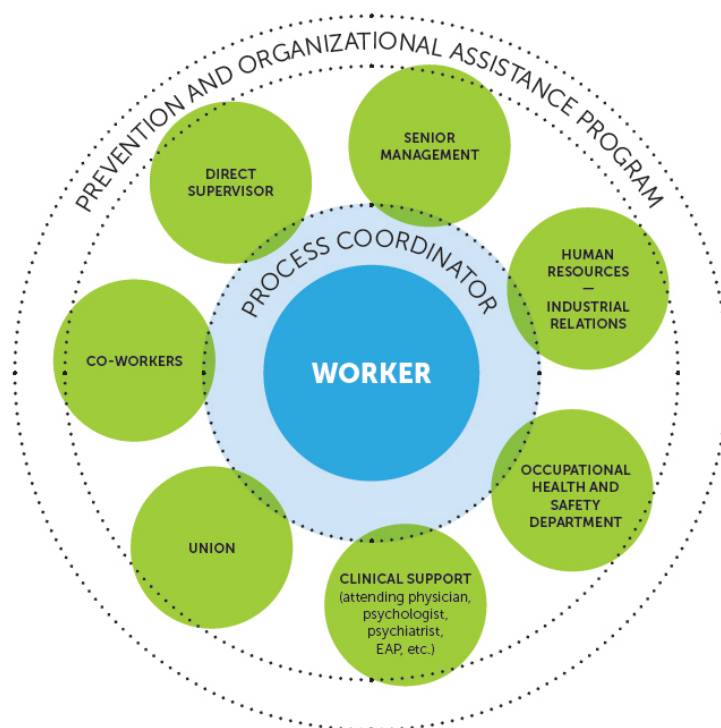 PREVENTION AND ORGANIZATIONAL ASSISTANCE PROGRAM
SENIOR
MANAGEMENT
DIRECT
SUPERVISOR
PROCESS COORDINATOR
HUMAN
RESOURCES
—
INDUSTRIAL
RELATIONS
CO-WORKERS
WORKER
OCCUPATIONAL
HEALTH AND
SAFETY
DEPARTMENT
UNION
CLINICAL SUPPORT
(attending physician,
psychologist,
psychiatrist,
EAP, etc.)